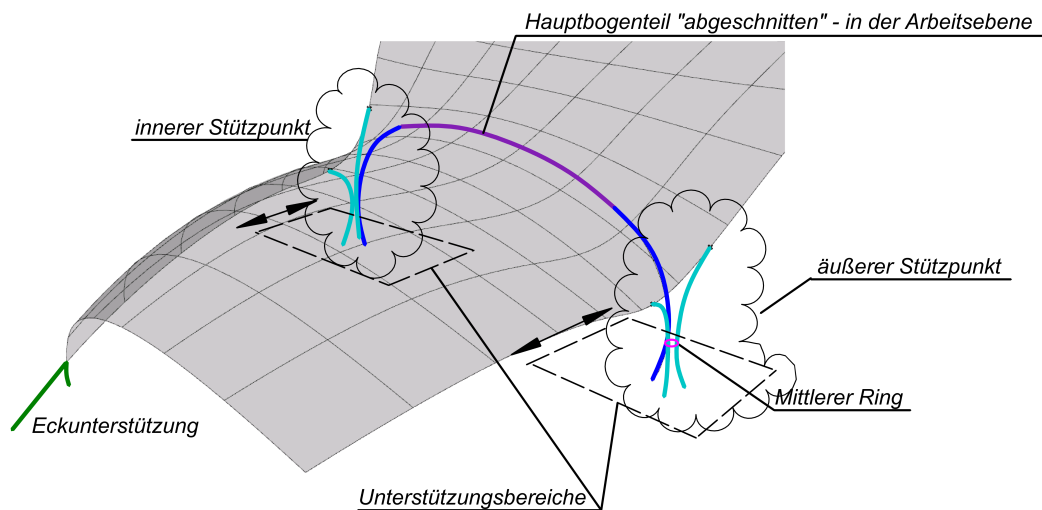 Hauptbogenteil "abgeschnitten" - in der Arbeitsebene
innerer Stützpunkt
äußerer Stützpunkt
Mittlerer Ring
Eckunterstützung
Unterstützungsbereiche